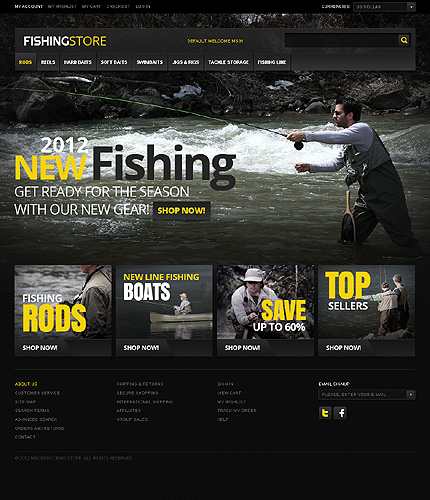 MY ACCOUNT MY WISHLIST MY CART CHECKOUT LOG IN
CURRENCIES: US DOLLAR
FISHINGSTORE
DEFAULT WELCOME MSG!
RODS REELS HARD BAITS SOFT BAITS SWIMBAITS JIGS & RIGS TACKLE STORAGE FISHING LINE
2012
NEW Fishing
GET READY FOR THE SEASON
WITH OUR NEW GEAR! SHOP NOW!
FISHING
RODS
SHOP NOW!
NEW LINE FISHING
BOATS
SHOP NOW!
SAVE
UP TO 60%
SHOP NOW!
TOP
SELLERS
SHOP NOW!
ABOUT US
CUSTOMER SERVICE
SITE MAP
SEARCH TERMS
ADVANCED SEARCH
ORDERS AND RETURNS
CONTACT
SHIPPING & RETURNS
SECURE SHOPPING
INTERNATIONAL SHIPPING
AFFILIATES
GROUP SALES
SIGN IN
VIEW CART
MY WISHLIST
TRACK MY ORDER
HELP
EMAIL SIGNUP
PLEASE, ENTER YOUR E-MAIL
© 2012 MAGENTO DEMO STORE. ALL RIGHTS RESERVED.